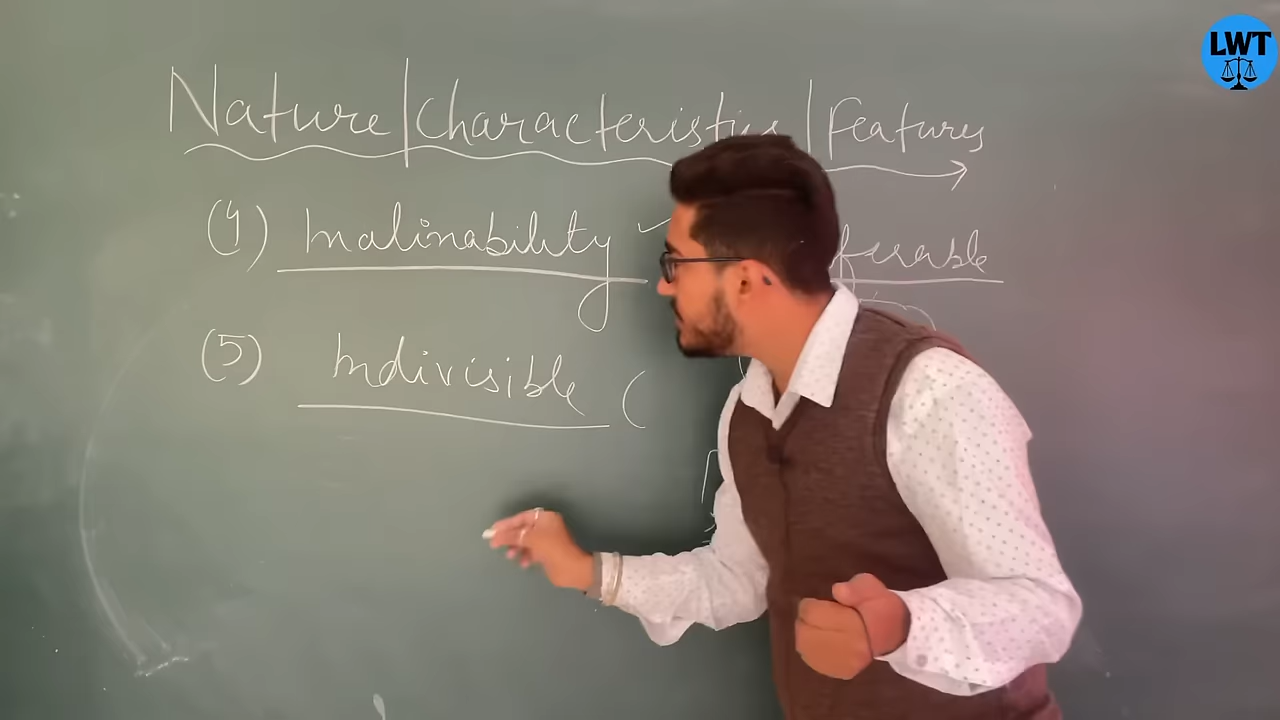 LWT
Nature/Characteristics/Features
(4) Inalinability
(5) Indivisible (